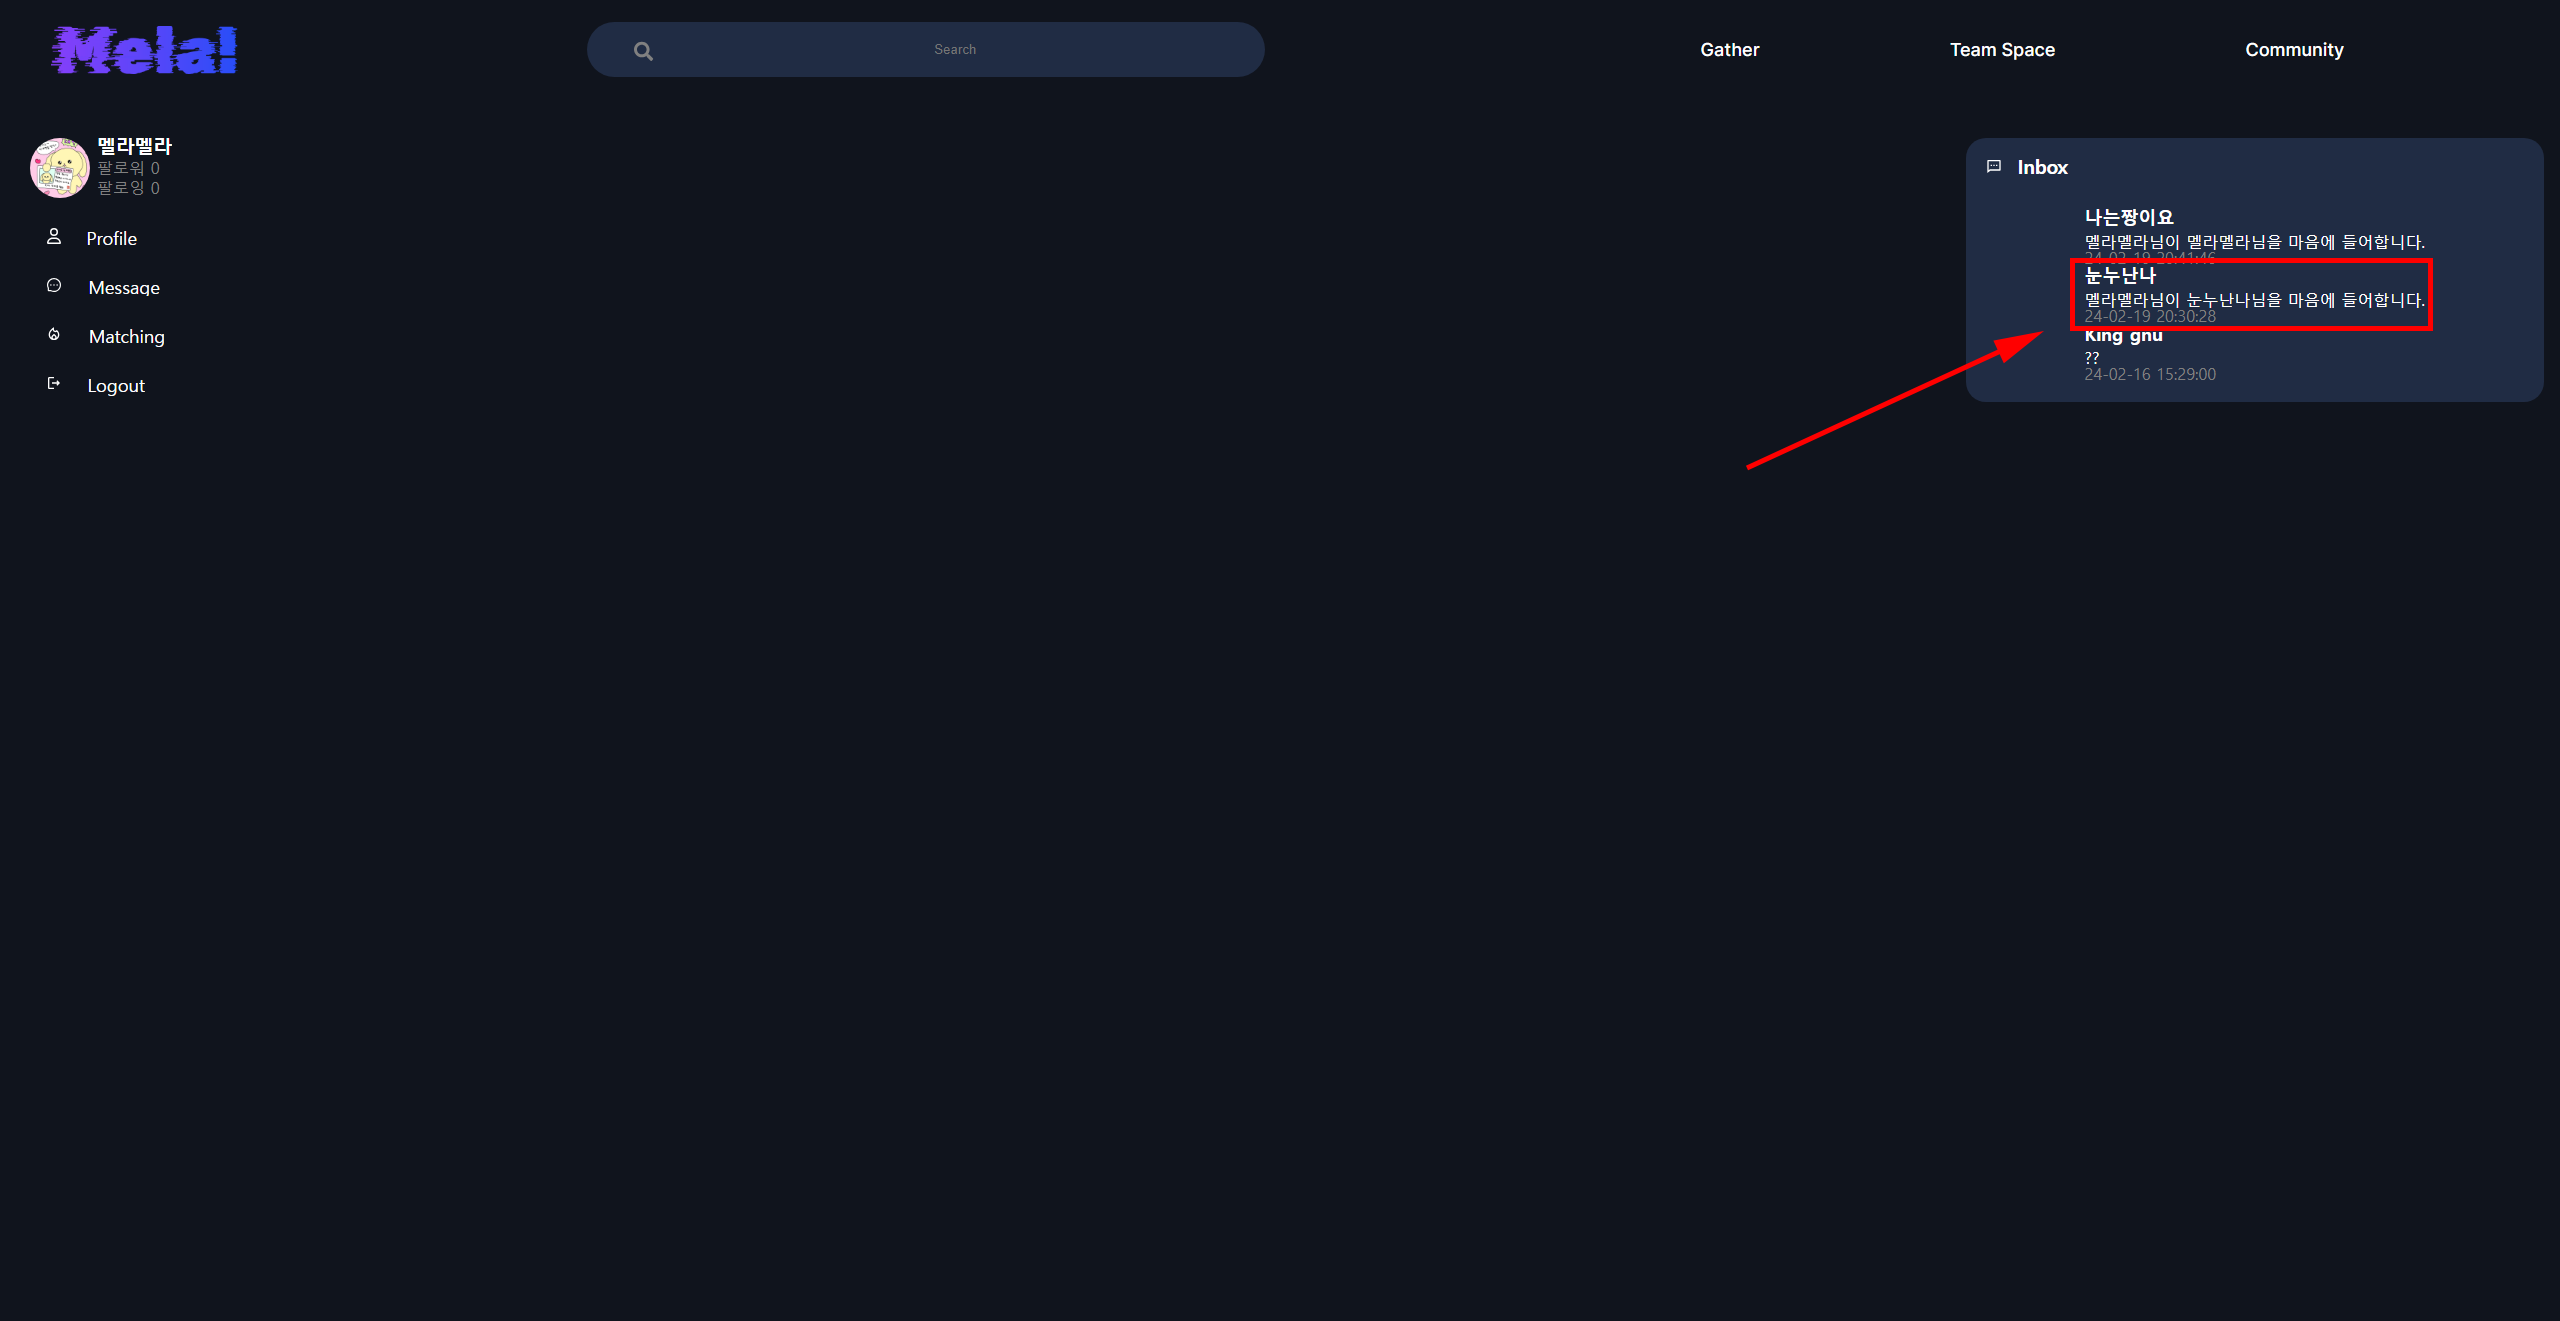 Mela!
Search
Gather
Team Space
Community
멜라멜라
팔로워 0
팔로잉 0
Profile
Message
Matching
Logout
Inbox
나는짱이요
멜라멜라님이 멜라멜라님을 마음에 들어합니다.
24-02-19 20:41:46
눈누난나
멜라멜라님이 눈누난나님을 마음에 들어합니다.
24-02-19 20:30:28
King gnu
??
24-02-16 15:29:00